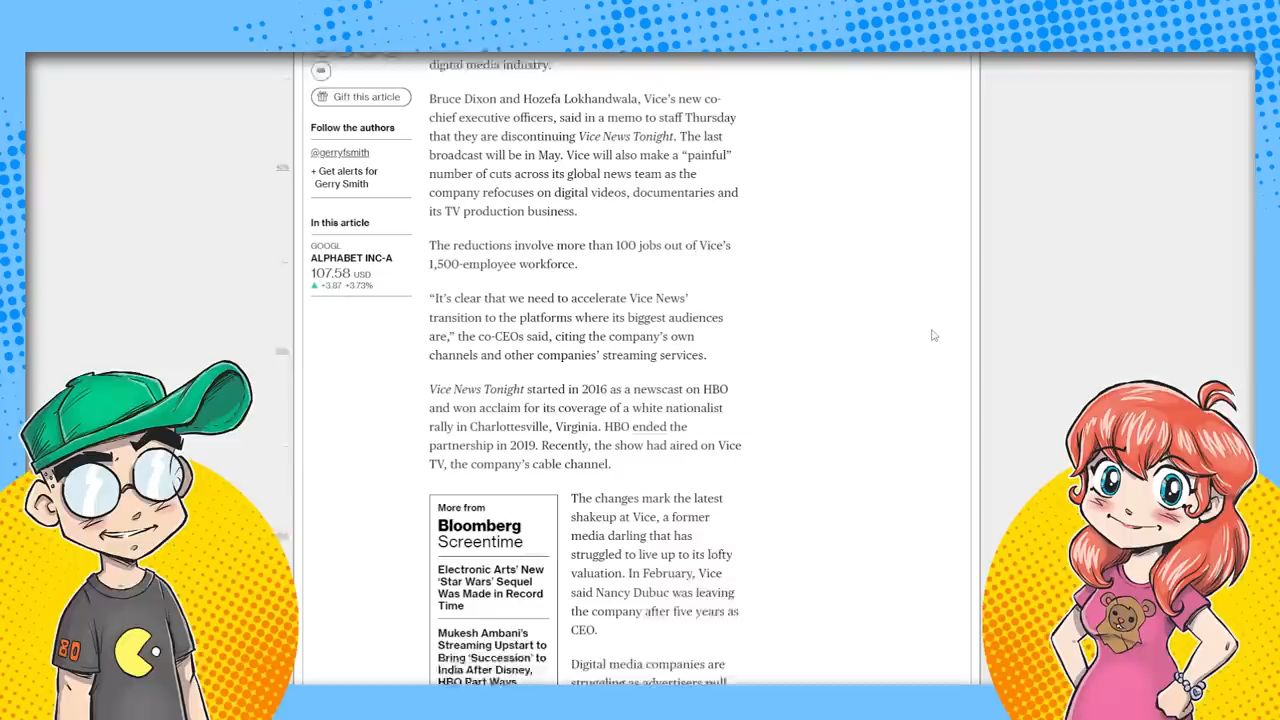 digital media industry.
Gift this article
Follow the authors
@gerryfsmith
+ Get alerts for
Gerry Smith
In this article
GOOGL
ALPHABET INC-A
107.58 USD
▲ +3.87 +3.73%
Bruce Dixon and Hozefa Lokhandwala, Vice's new co-
chief executive officers, said in a memo to staff Thursday
that they are discontinuing Vice News Tonight. The last
broadcast will be in May. Vice will also make a “painful”
number of cuts across its global news team as the
company refocuses on digital videos, documentaries and
its TV production business.
The reductions involve more than 100 jobs out of Vice's
1,500-employee workforce.
“It's clear that we need to accelerate Vice News'
transition to the platforms where its biggest audiences
are,” the co-CEOs said, citing the company's own
channels and other companies' streaming services.
Vice News Tonight started in 2016 as a newscast on HBO
and won acclaim for its coverage of a white nationalist
rally in Charlottesville, Virginia. HBO ended the
partnership in 2019. Recently, the show had aired on Vice
TV, the company's cable channel.
More from
Bloomberg
Screentime
Electronic Arts' New
'Star Wars' Sequel
Was Made in Record
Time
Mukesh Ambani's
Streaming Upstart to
Bring 'Succession' to
India After Disney,
HBO Part Ways
The changes mark the latest
shakeup at Vice, a former
media darling that has
struggled to live up to its lofty
valuation. In February, Vice
said Nancy Dubuc was leaving
the company after five years as
CEO.
Digital media companies are
struggling as advertisers pull
80